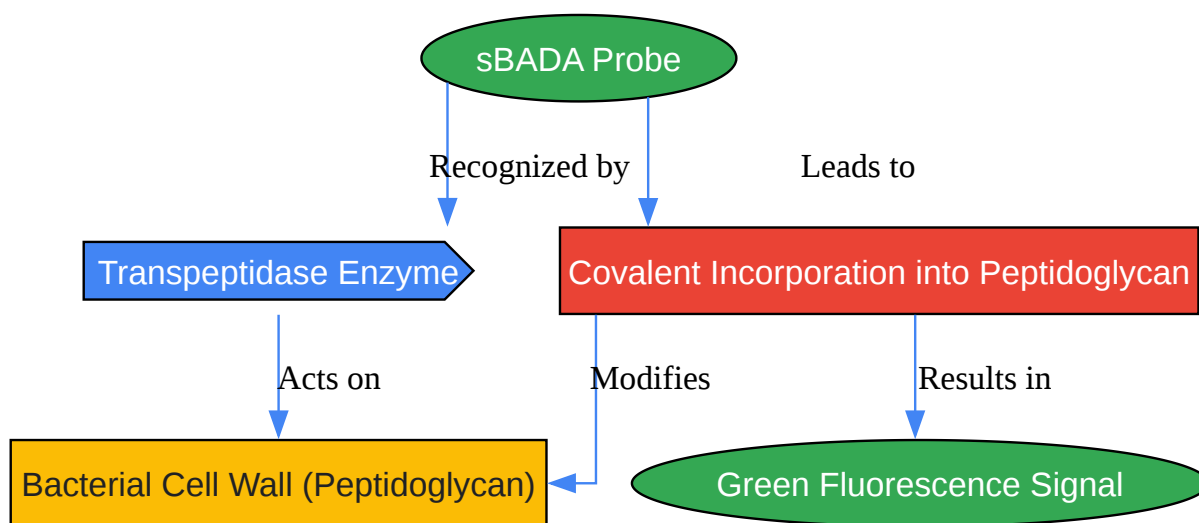 sBADA Probe
Recognized by
Leads to
Transpeptidase Enzyme
Covalent Incorporation into Peptidoglycan
Acts on
Modifies
Results in
Bacterial Cell Wall (Peptidoglycan)
Green Fluorescence Signal